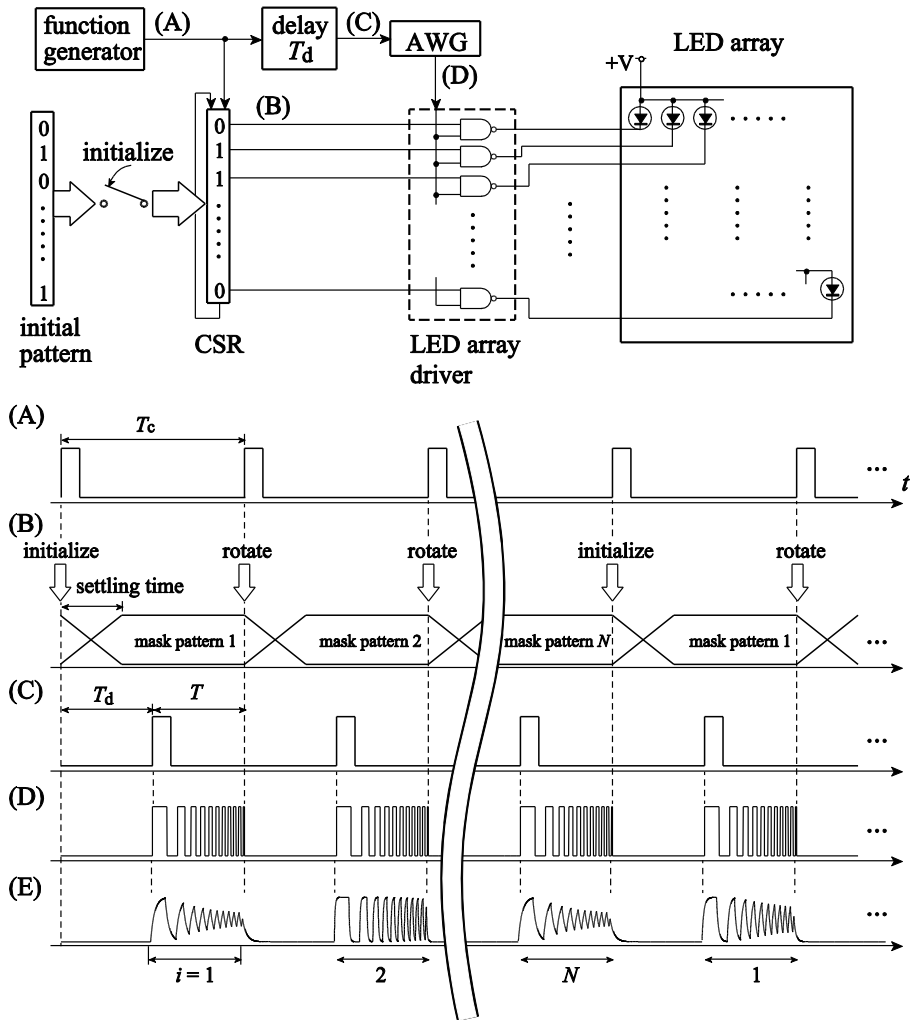 function
generator
(A)
delay
Td
(C)
AWG
(D)
LED array
+V
(B)
0
1
0
1
initialize
0
1
1
0
initial
pattern
CSR
LED array
driver
(A)
Tc
...
t
(B)
initialize
rotate
rotate
initialize
rotate
settling time
mask pattern 1
mask pattern 2
mask pattern N
mask pattern 1
...
(C)
Td
T
...
(D)
...
(E)
...
i = 1
2
N
1